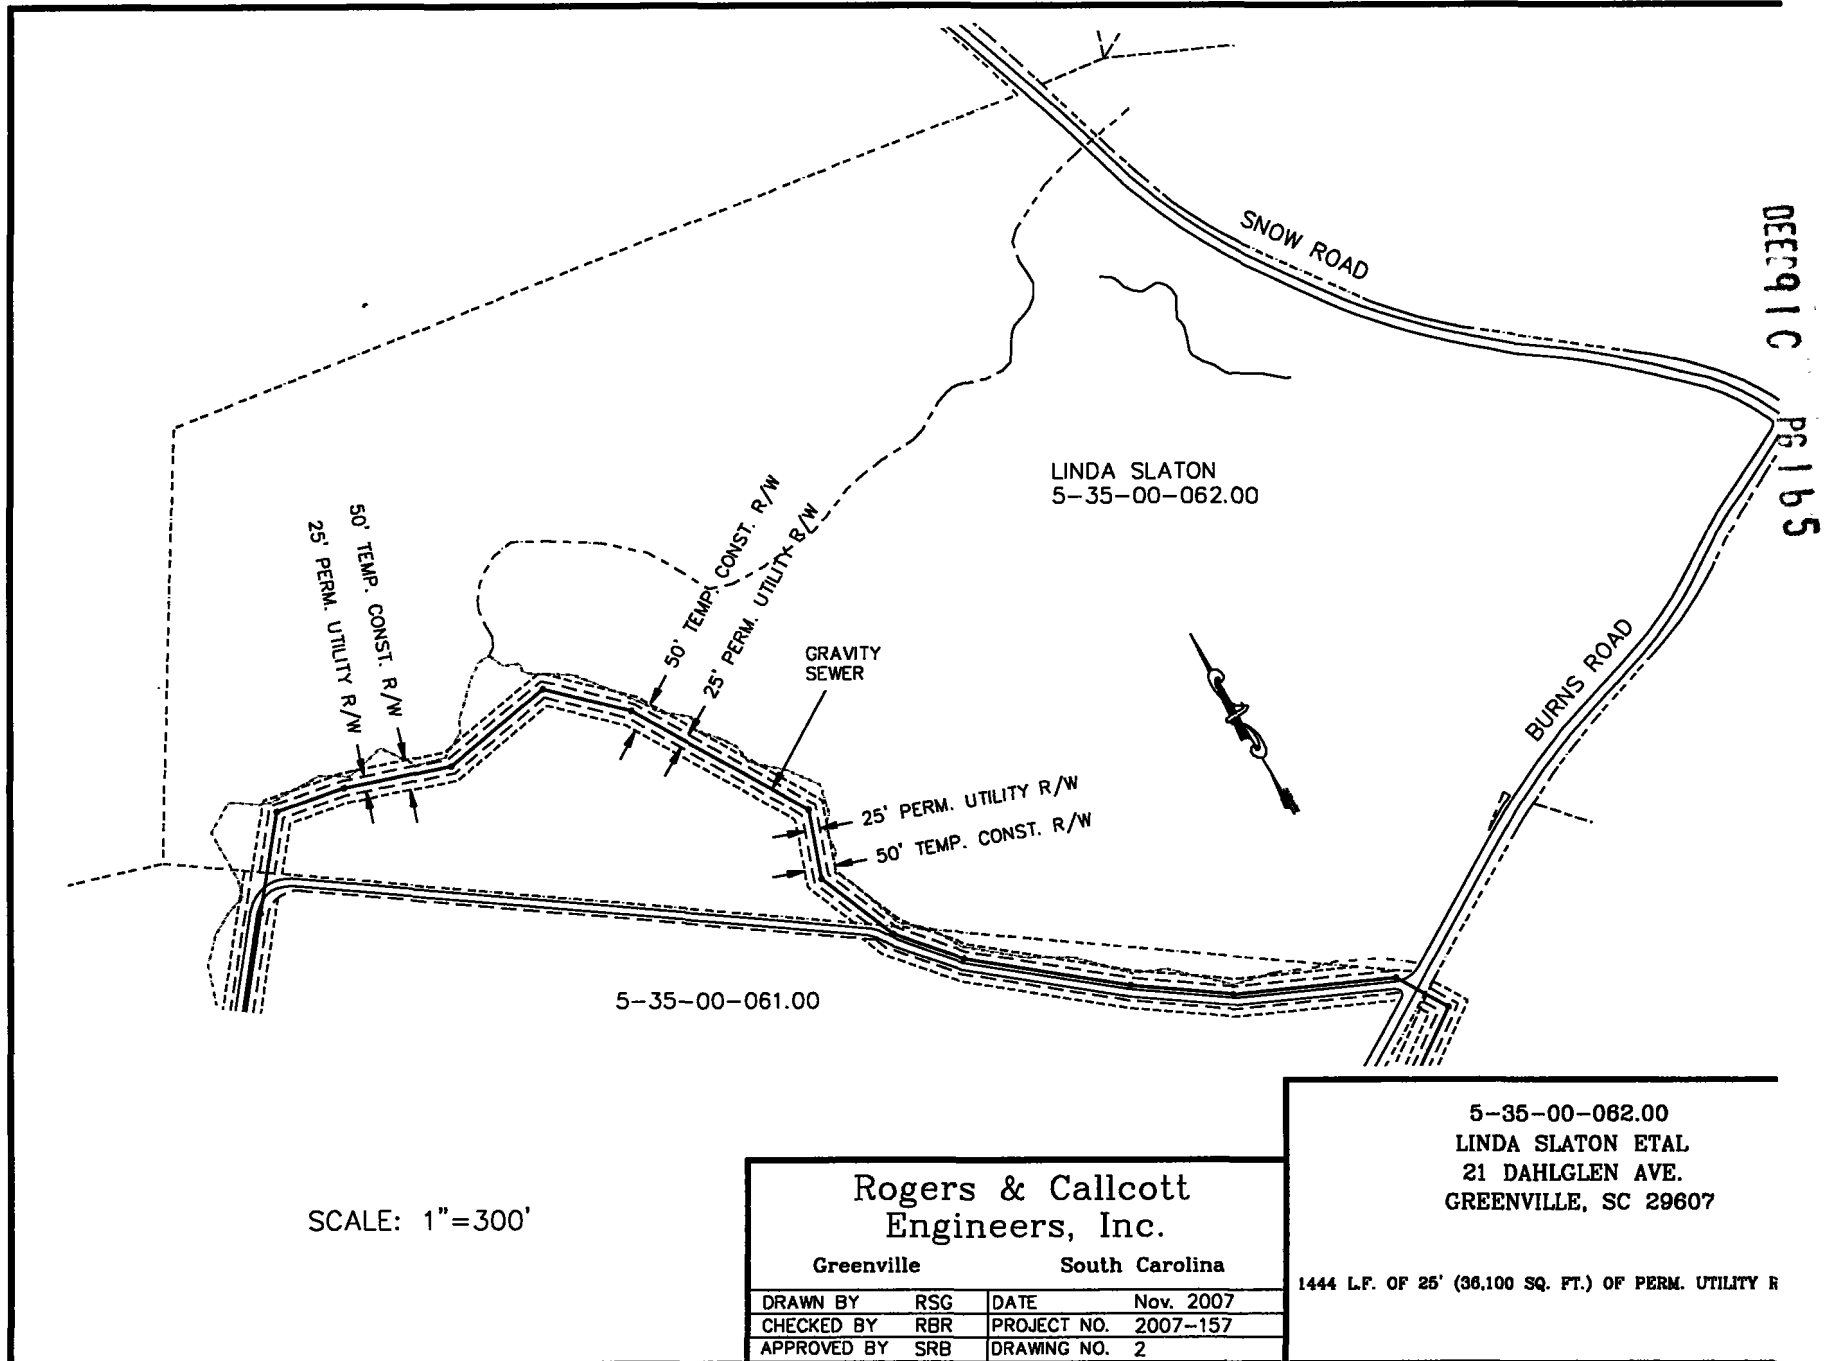 SNOW ROAD
PG 165
LINDA SLATON
5-35-00-062.00
50' TEMP. CONST. R/W
25' PERM. UTILITY R/W
50' TEMP. CONST. R/W
25' PERM. UTILITY R/W
GRAVITY
SEWER
BURNS ROAD
25' PERM. UTILITY R/W
50' TEMP. CONST. R/W
5-35-00-061.00
SCALE: 1"=300'
5-35-00-062.00
LINDA SLATON ETAL
21 DAHLGLEN AVE.
GREENVILLE, SC 29607
1444 L.F. OF 25' (36,100 SQ. FT.) OF PERM. UTILITY
Rogers & Callcott
Engineers, Inc.
Greenville South Carolina
DRAWN BY RSG DATE Nov. 2007
CHECKED BY RBR PROJECT NO. 2007-157
APPROVED BY SRB DRAWING NO. 2